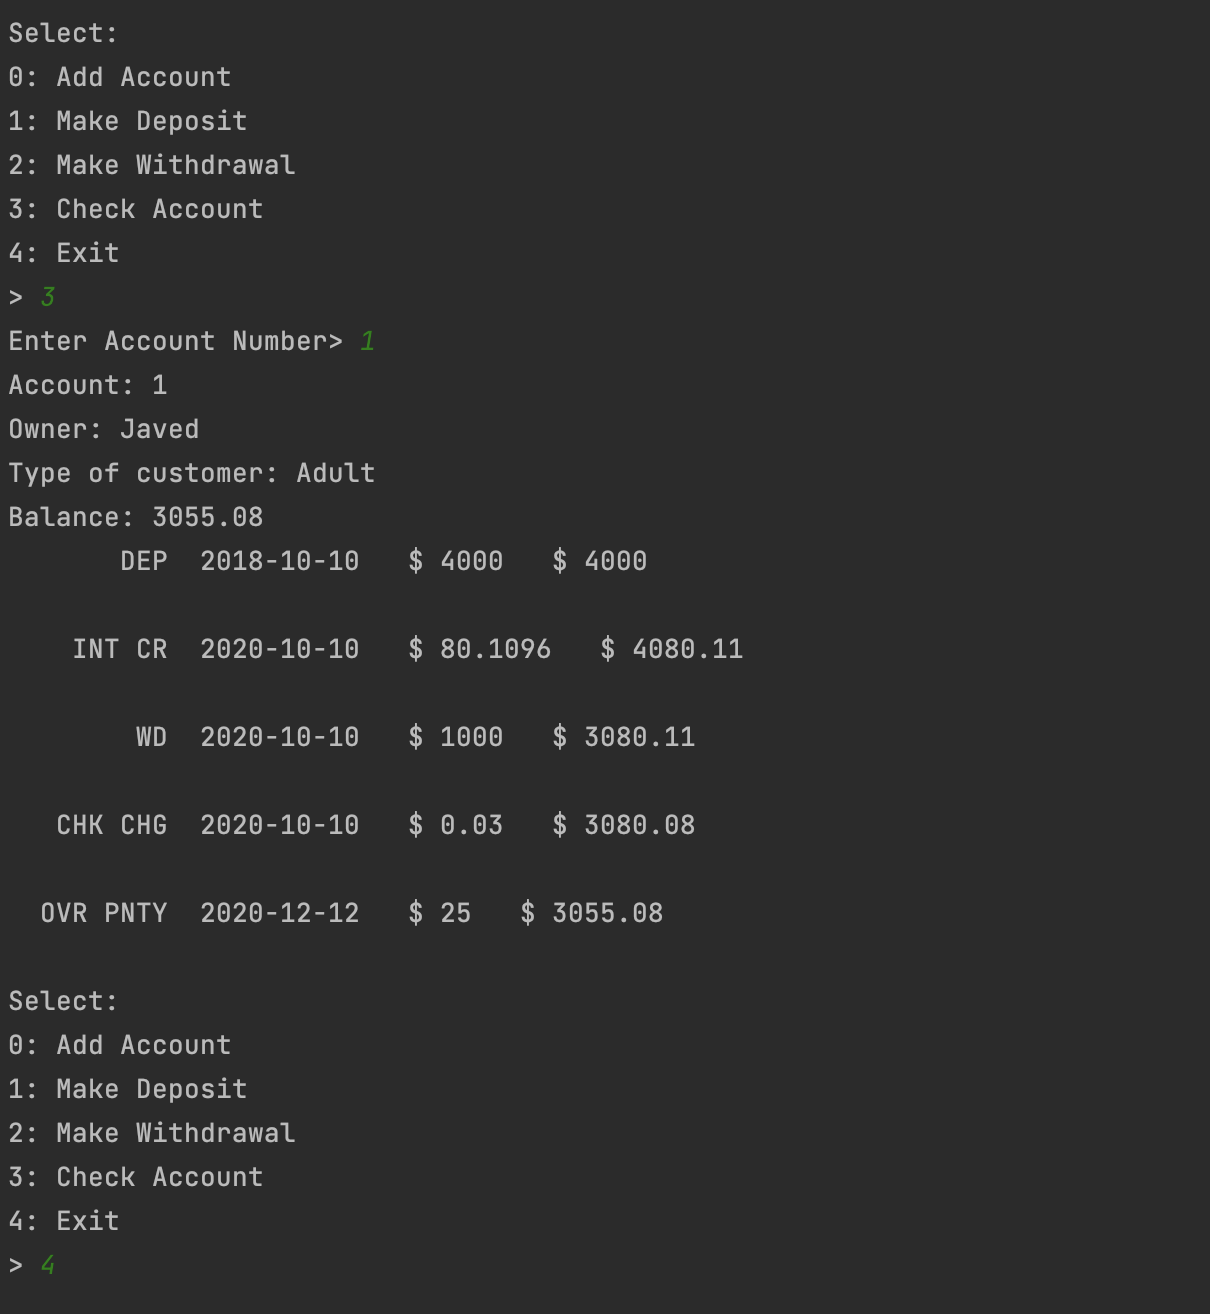 Select:
0: Add Account
1: Make Deposit
2: Make Withdrawal
3: Check Account
4: Exit
> 3
Enter Account Number> 1
Account: 1
Owner: Javed
Type of customer: Adult
Balance: 3055.08
DEP  2018-10-10   $ 4000   $ 4000
INT CR  2020-10-10   $ 80.1096   $ 4080.11
WD  2020-10-10   $ 1000   $ 3080.11
CHK CHG  2020-10-10   $ 0.03   $ 3080.08
OVR PNTY  2020-12-12   $ 25   $ 3055.08
Select:
0: Add Account
1: Make Deposit
2: Make Withdrawal
3: Check Account
4: Exit
> 4